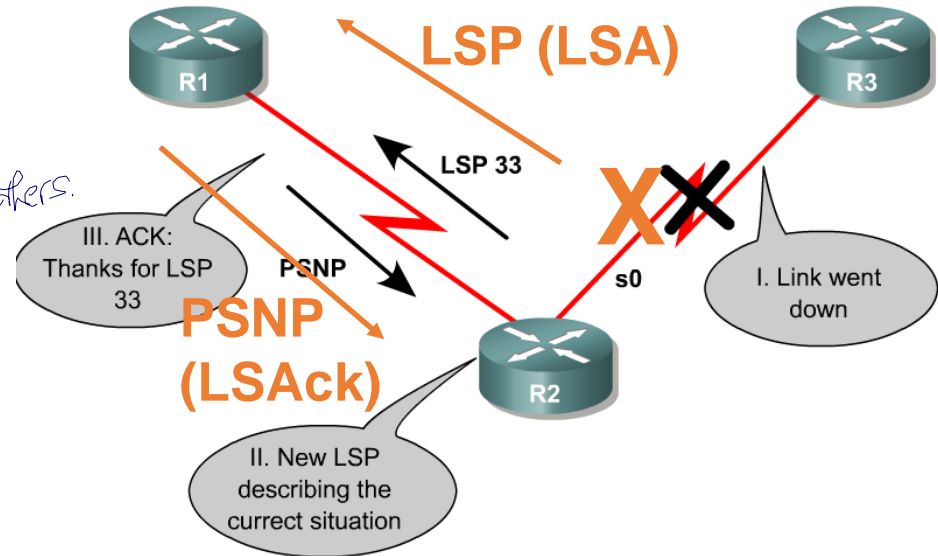 LSP (LSA)
R1
R3
LSP 33
others.
III. ACK:
Thanks for LSP
33
PSNP
X
s0
I. Link went
down
PSNP
(LSAck)
R2
II. New LSP
describing the
currect situation